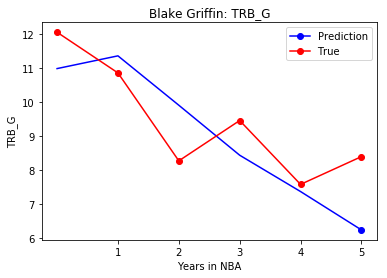 Blake Griffin: TRB_G
Prediction
True
12
11
10
9
8
7
6
TRB_G
1 2 3 4 5
Years in NBA